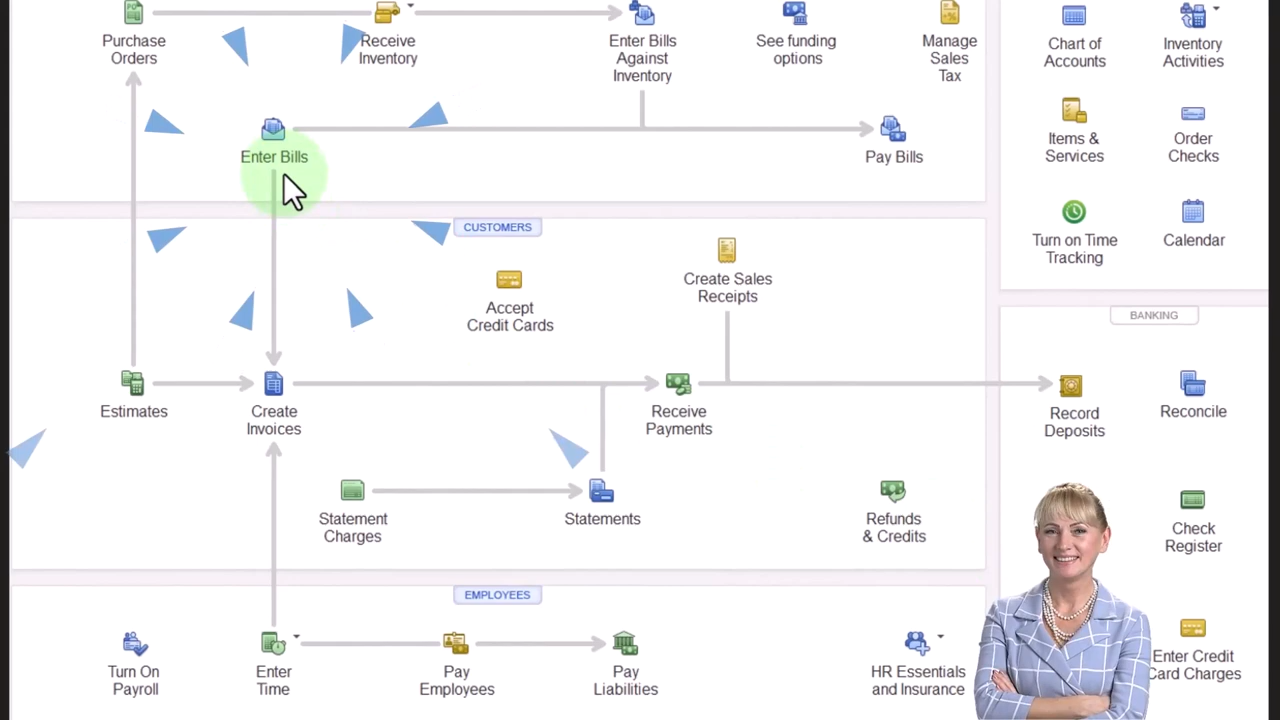 Purchase
Orders
Receive
Inventory
Enter Bills
Against
Inventory
See funding
options
Manage
Sales
Tax
Enter Bills
Pay Bills
CUSTOMERS
Accept
Credit Cards
Create Sales
Receipts
Estimates
Create
Invoices
Receive
Payments
Statement
Charges
Statements
Refunds
& Credits
EMPLOYEES
Turn On
Payroll
Enter
Time
Pay
Employees
Pay
Liabilities
HR Essentials
and Insurance
Chart of
Accounts
Inventory
Activities
Items &
Services
Order
Checks
Turn on Time
Tracking
Calendar
BANKING
Record
Deposits
Reconcile
Check
Register
Enter Credit
Card Charges